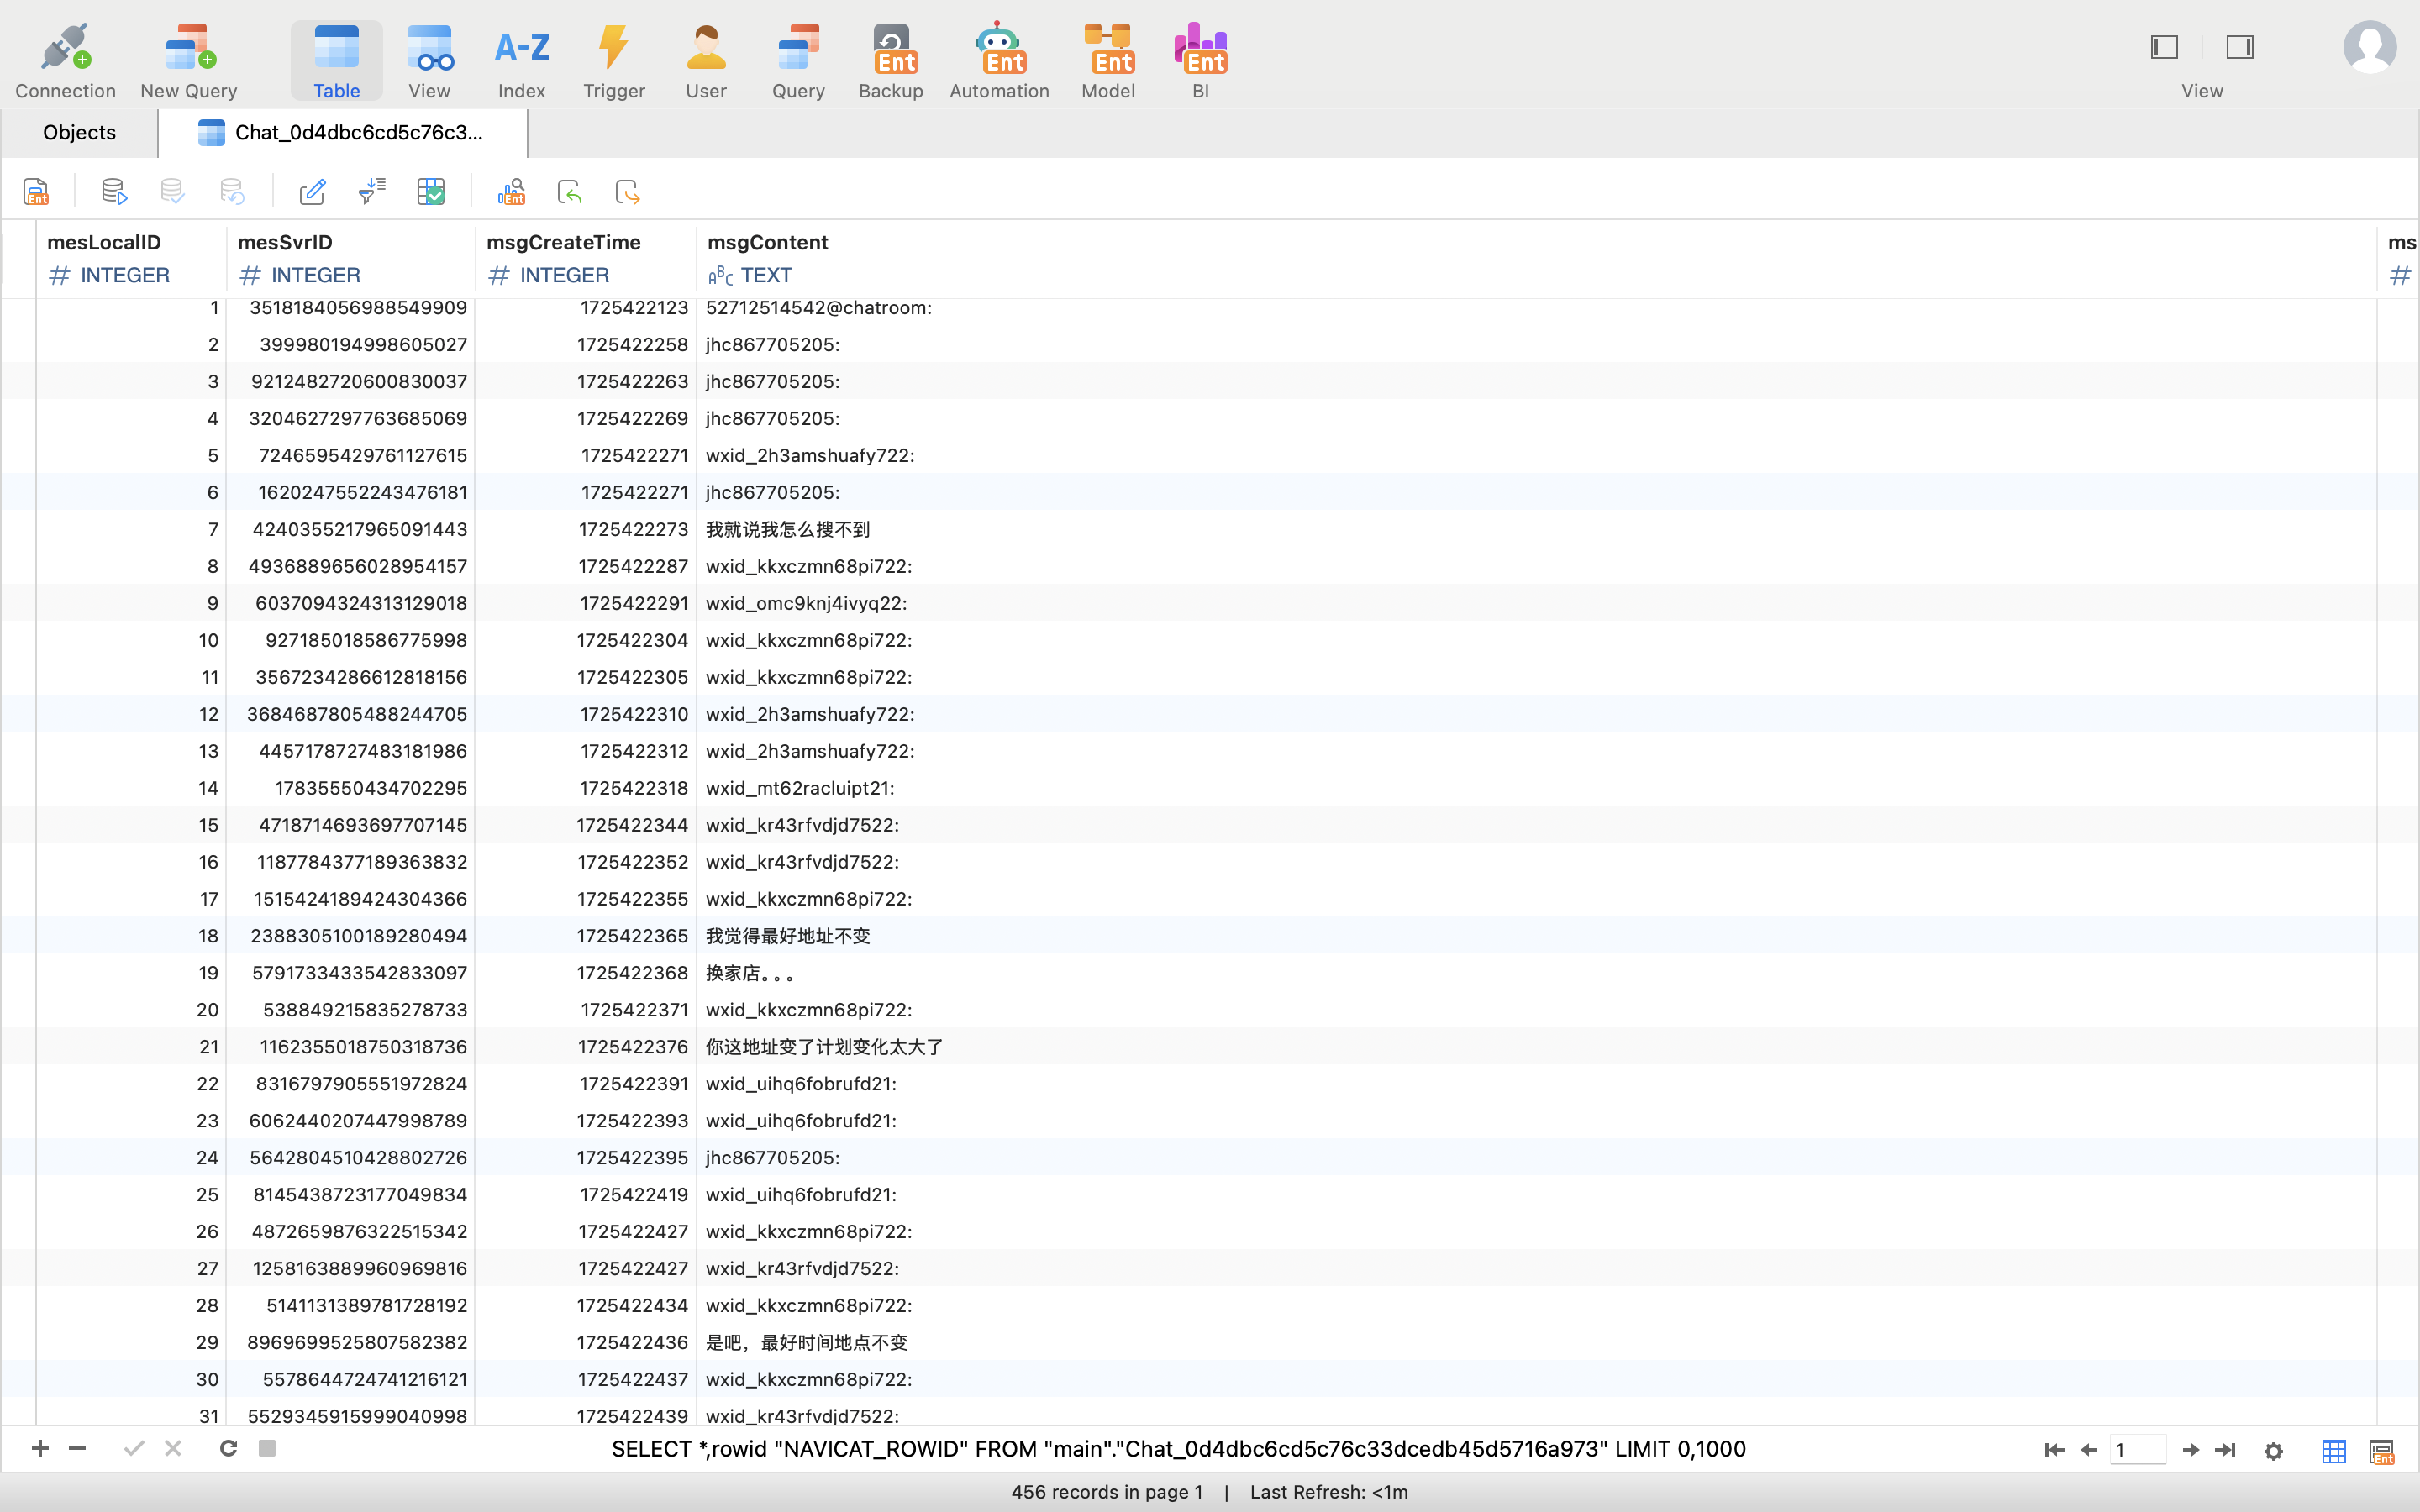 Connection New Query Table View Index Trigger User Query Ent Backup Ent Automation Ent Model Ent BI View
Objects Chat_0d4dbc6cd5c76c3...
Ent Ent
mesLocalID mesSvrID msgCreateTime msgContent ms
# INTEGER # INTEGER # INTEGER ABC TEXT #
1 3518184056988549909 1725422123 52712514542@chatroom:
2 399980194998605027 1725422258 jhc867705205:
3 9212482720600830037 1725422263 jhc867705205:
4 3204627297763685069 1725422269 jhc867705205:
5 7246595429761127615 1725422271 wxid_2h3amshuafy722:
6 1620247552243476181 1725422271 jhc867705205:
7 4240355217965091443 1725422273 我就说我怎么搜不到
8 4936889656028954157 1725422287 wxid_kkxczmn68pi722:
9 6037094324313129018 1725422291 wxid_omc9knj4ivyq22:
10 927185018586775998 1725422304 wxid_kkxczmn68pi722:
11 3567234286612818156 1725422305 wxid_kkxczmn68pi722:
12 3684687805488244705 1725422310 wxid_2h3amshuafy722:
13 4457178727483181986 1725422312 wxid_2h3amshuafy722:
14 17835550434702295 1725422318 wxid_mt62racluipt21:
15 4718714693697707145 1725422344 wxid_kr43rfvdjd7522:
16 1187784377189363832 1725422352 wxid_kr43rfvdjd7522:
17 1515424189424304366 1725422355 wxid_kkxczmn68pi722:
18 2388305100189280494 1725422365 我觉得最好地址不变
19 5791733433542833097 1725422368 换家店。。。
20 538849215835278733 1725422371 wxid_kkxczmn68pi722:
21 1162355018750318736 1725422376 你这地址变了计划变化太大了
22 8316797905551972824 1725422391 wxid_uihq6fobrufd21:
23 6062440207447998789 1725422393 wxid_uihq6fobrufd21:
24 5642804510428802726 1725422395 jhc867705205:
25 8145438723177049834 1725422419 wxid_uihq6fobrufd21:
26 4872659876322515342 1725422427 wxid_kkxczmn68pi722:
27 1258163889960969816 1725422427 wxid_kr43rfvdjd7522:
28 5141131389781728192 1725422434 wxid_kkxczmn68pi722:
29 8969699525807582382 1725422436 是吧，最好时间地点不变
30 5578644724741216121 1725422437 wxid_kkxczmn68pi722:
31 5529345915999040998 1725422439 wxid_kr43rfvdjd7522:
SELECT *,rowid "NAVICAT_ROWID" FROM "main"."Chat_0d4dbc6cd5c76c33dcedb45d5716a973" LIMIT 0,1000 1 Ent
456 records in page 1 | Last Refresh: <1m